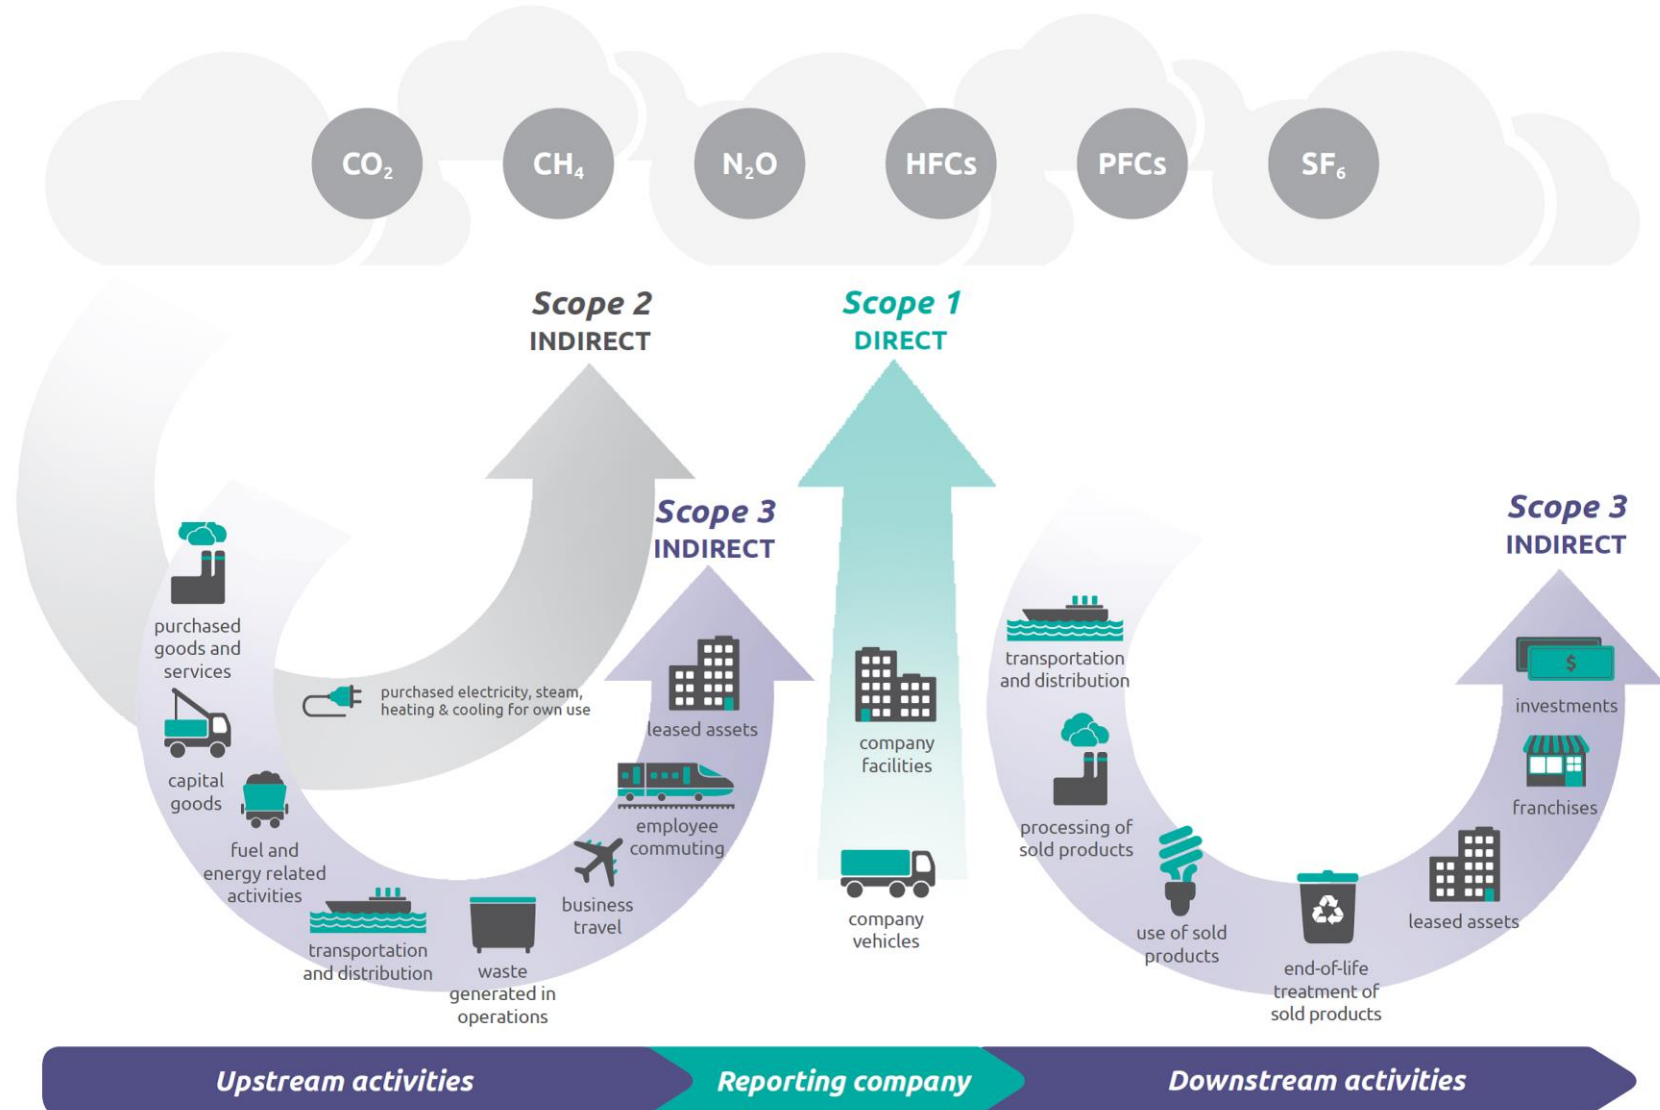 CO₂
CH₄
N₂O
HFCs
PFCs
SF₆
Scope 2
INDIRECT
Scope 1
DIRECT
Scope 3
INDIRECT
Scope 3
INDIRECT
purchased
goods and
services
purchased electricity, steam,
heating & cooling for own use
capital
goods
fuel and
energy related
activities
transportation
and distribution
waste
generated in
operations
business
travel
employee
commuting
leased assets
company
facilities
company
vehicles
transportation
and distribution
processing of
sold products
use of sold
products
end-of-life
treatment of
sold products
leased assets
franchises
$
investments
Upstream activities
Reporting company
Downstream activities